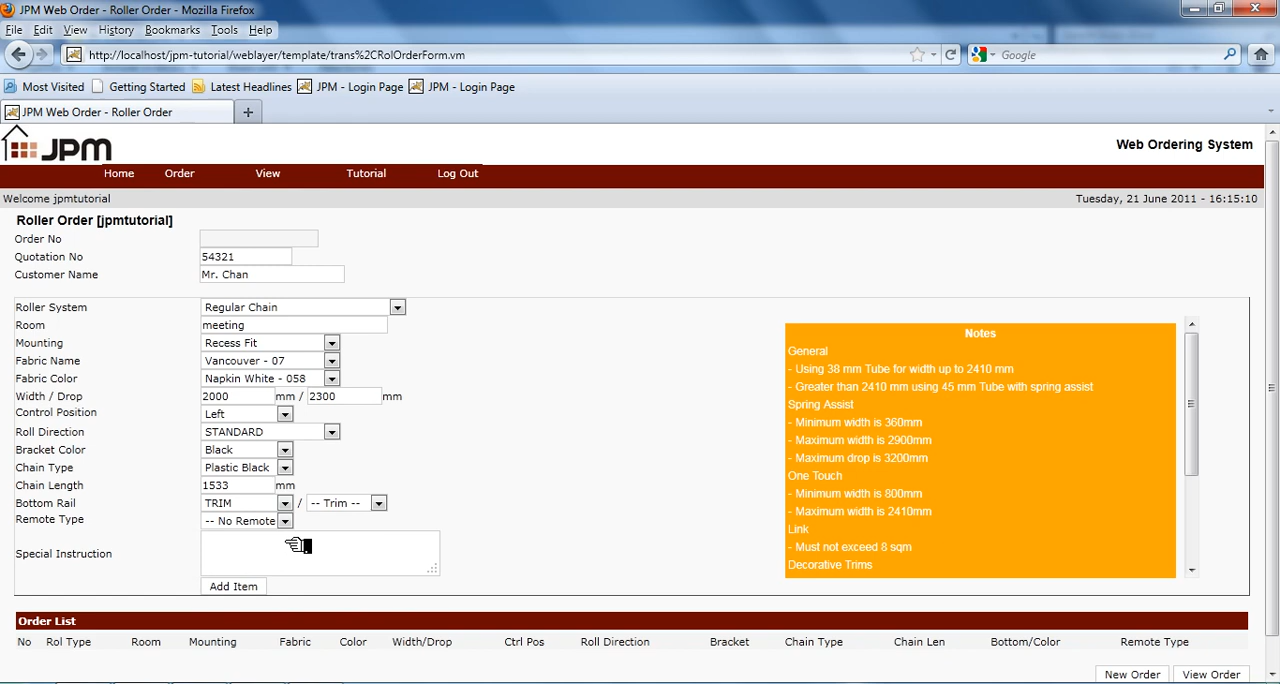 JPM Web Order - Roller Order - Mozilla Firefox
File Edit View History Bookmarks Tools Help
http://localhost/jpm-tutorial/weblayer/template/trans%2CRolOrderForm.vm
Google
Most Visited Getting Started Latest Headlines JPM - Login Page JPM - Login Page
JPM Web Order - Roller Order
JPM
Web Ordering System
Home Order View Tutorial Log Out
Welcome jpmtutorial
Tuesday, 21 June 2011 - 16:15:10
Roller Order [jpmtutorial]
Order No
Quotation No 54321
Customer Name Mr. Chan
Roller System Regular Chain
Room meeting
Mounting Recess Fit
Fabric Name Vancouver - 07
Fabric Color Napkin White - 058
Width / Drop 2000 mm / 2300 mm
Control Position Left
Roll Direction STANDARD
Bracket Color Black
Chain Type Plastic Black
Chain Length 1533 mm
Bottom Rail TRIM / -- Trim --
Remote Type -- No Remote
Special Instruction
Add Item
Notes
General
- Using 38 mm Tube for width up to 2410 mm
- Greater than 2410 mm using 45 mm Tube with spring assist
Spring Assist
- Minimum width is 360mm
- Maximum width is 2900mm
- Maximum drop is 3200mm
One Touch
- Minimum width is 800mm
- Maximum width is 2410mm
Link
- Must not exceed 8 sqm
Decorative Trims
Order List
No Rol Type Room Mounting Fabric Color Width/Drop Ctrl Pos Roll Direction Bracket Chain Type Chain Len Bottom/Color Remote Type
New Order View Order